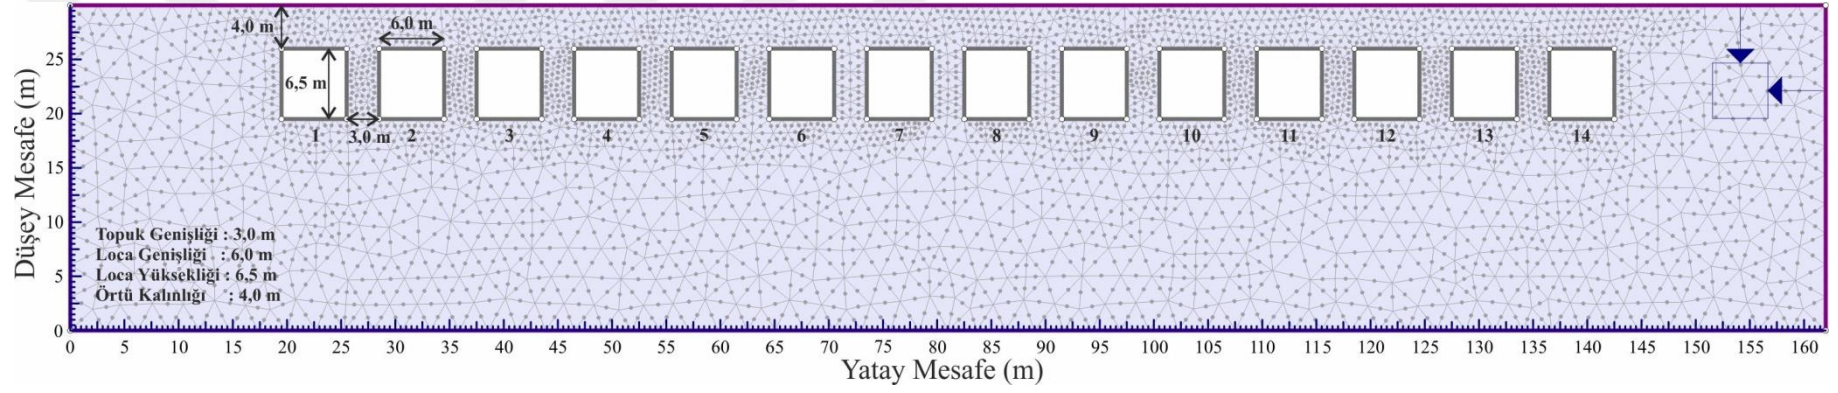 4,0 m
6,0 m
6,5 m
3,0 m
1 2 3 4 5 6 7 8 9 10 11 12 13 14
Düşey Mesafe (m)
25
20
15
10
5
0
Topuk Genişliği : 3,0 m
Loca Genişliği : 6,0 m
Loca Yüksekliği : 6,5 m
Örtü Kalınlığı : 4,0 m
0 5 10 15 20 25 30 35 40 45 50 55 60 65 70 75 80 85 90 95 100 105 110 115 120 125 130 135 140 145 150 155 160
Yatay Mesafe (m)